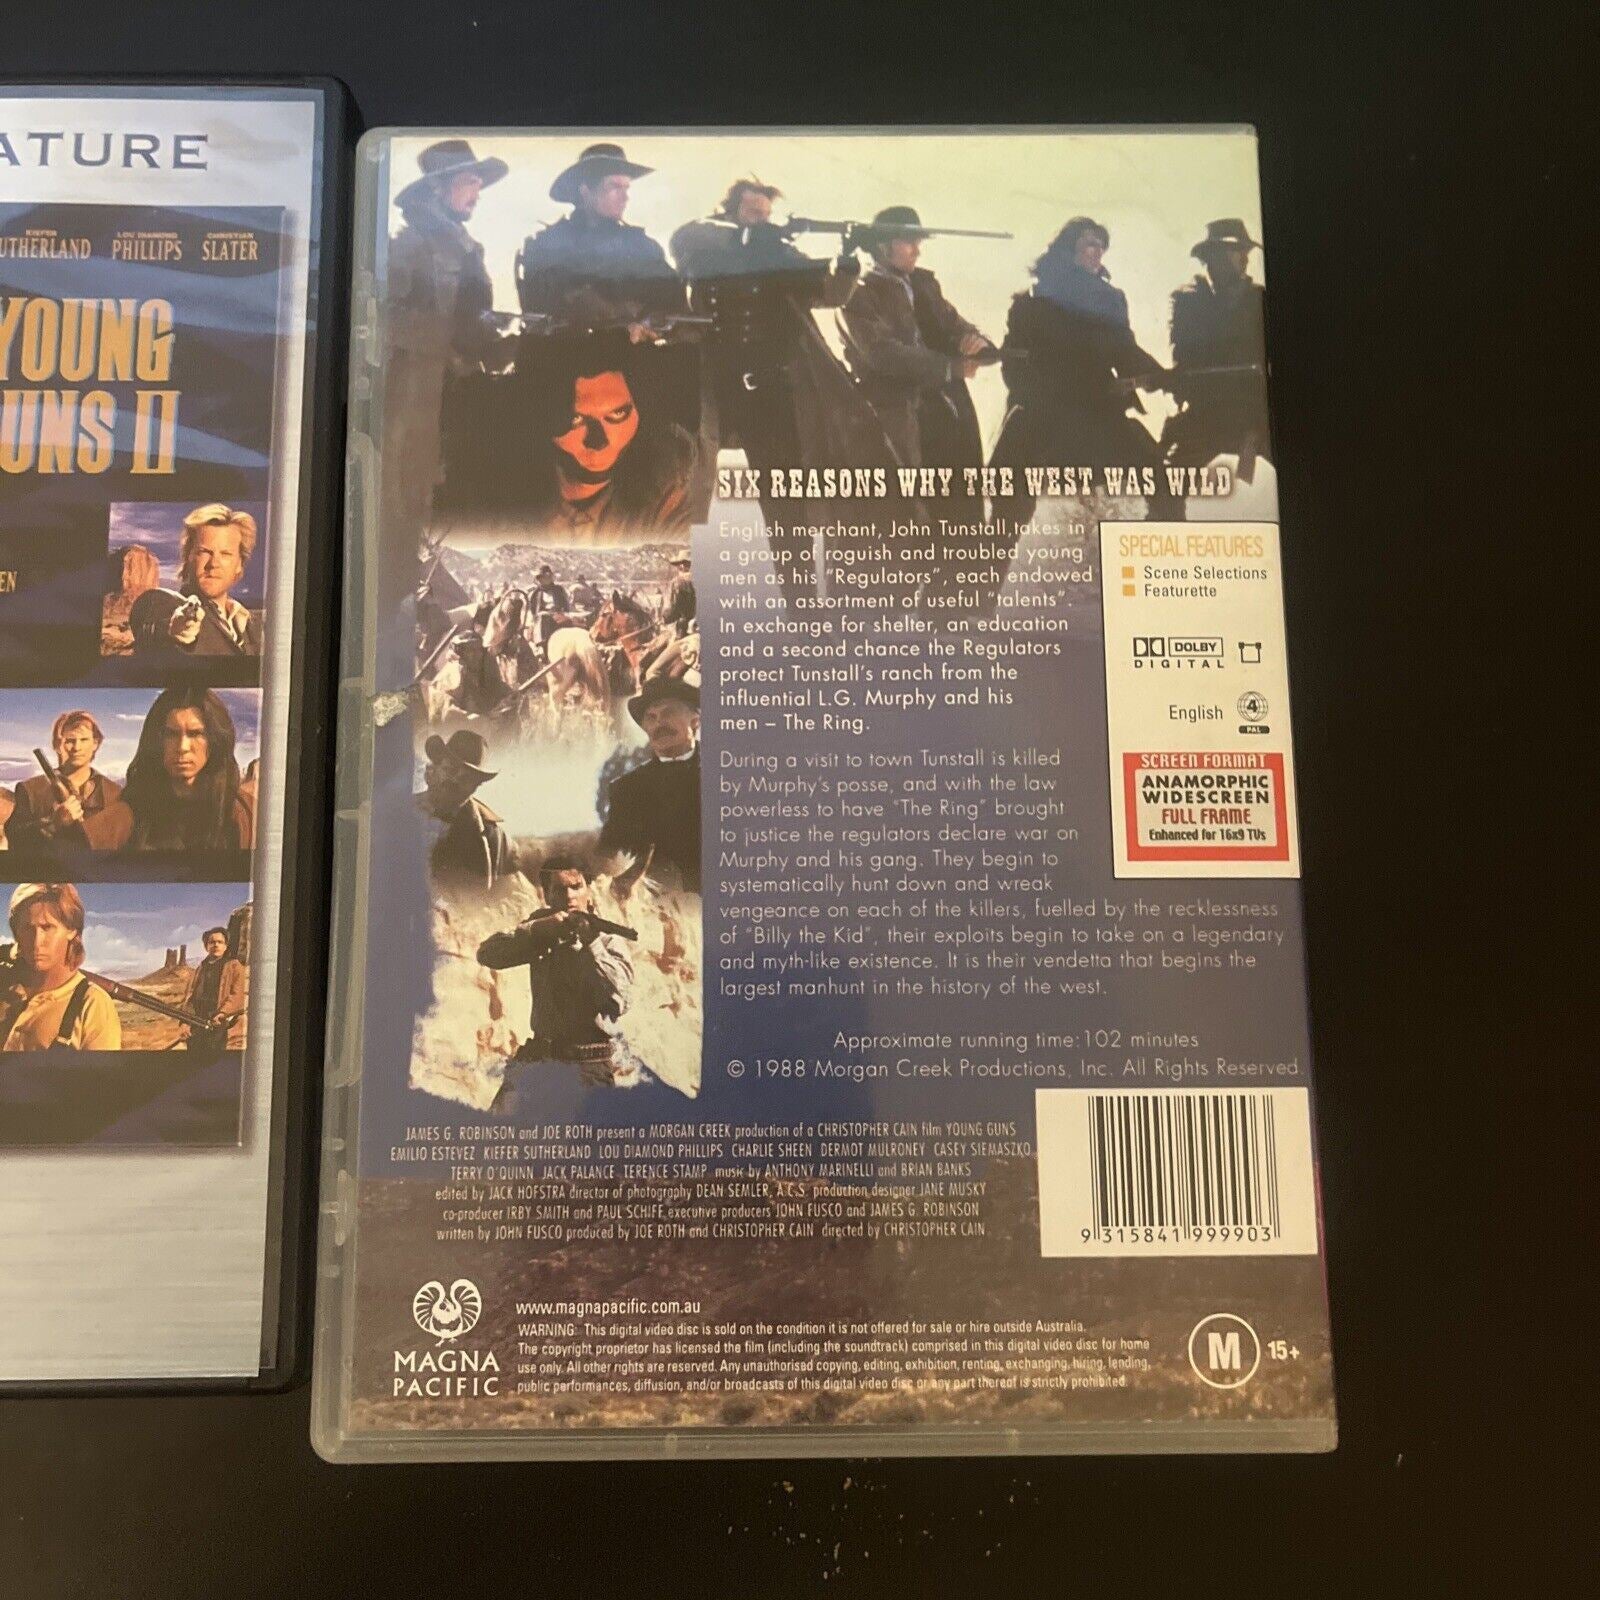 ATURE
KIEFER LOU DIAMOND CHRISTIAN
UTHERLAND PHILLIPS SLATER
YOUNG
UNS II
EN
SIX REASONS WHY THE WEST WAS WILD
English merchant, John Tunstall,takes in
a group of roguish and troubled young
men as his "Regulators", each endowed
with an assortment of useful "talents".
In exchange for shelter, an education
and a second chance the Regulators
protect Tunstall's ranch from the
influential L.G. Murphy and his
men – The Ring.
During a visit to town Tunstall is killed
by Murphy's posse, and with the law
powerless to have "The Ring" brought
to justice the regulators declare war on
Murphy and his gang. They begin to
systematically hunt down and wreak
vengeance on each of the killers, fuelled by the recklessness
of "Billy the Kid", their exploits begin to take on a legendary
and myth-like existence. It is their vendetta that begins the
largest manhunt in the history of the west.
SPECIAL FEATURES
Scene Selections
Featurette
DOLBY
DIGITAL
English 4
PAL
SCREEN FORMAT
ANAMORPHIC
WIDESCREEN
FULL FRAME
Enhanced for 16x9 TVs
Approximate running time:102 minutes
© 1988 Morgan Creek Productions, Inc. All Rights Reserved.
JAMES G. ROBINSON and JOE ROTH present a MORGAN CREEK production of a CHRISTOPHER CAIN film YOUNG GUNS
EMILIO ESTEVEZ KIEFER SUTHERLAND LOU DIAMOND PHILLIPS CHARLIE SHEEN DERMOT MULRONEY CASEY SIEMASZKO
TERRY O'QUINN JACK PALANCE TERENCE STAMP music by ANTHONY MARINELLI and BRIAN BANKS
edited by JACK HOFSTRA director of photography DEAN SEMLER, A.C.S. production designer JANE MUSKY
co-producer IRBY SMITH and PAUL SCHIFF executive producers JOHN FUSCO and JAMES G. ROBINSON
written by JOHN FUSCO produced by JOE ROTH and CHRISTOPHER CAIN directed by CHRISTOPHER CAIN
9 315841 999903
MAGNA
PACIFIC
www.magnapacific.com.au
WARNING: This digital video disc is sold on the condition it is not offered for sale or hire outside Australia.
The copyright proprietor has licensed the film (including the soundtrack) comprised in this digital video disc for home
use only. All other rights are reserved. Any unauthorised copying, editing, exhibition, renting, exchanging, hiring, lending,
public performances, diffusion, and/or broadcasts of this digital video disc or any part thereof is strictly prohibited.
M 15+